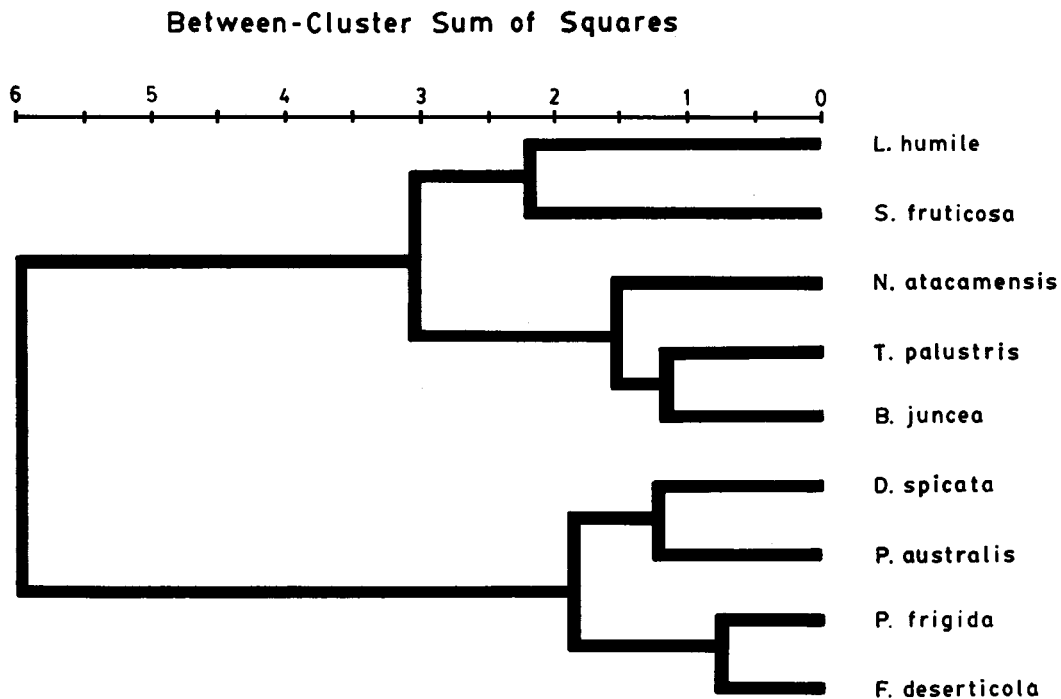 Between-Cluster Sum of Squares
6 5 4 3 2 1 0
L. humile
S. fruticosa
N. atacamensis
T. palustris
B. juncea
D. spicata
P. australis
P. frigida
F. deserticola